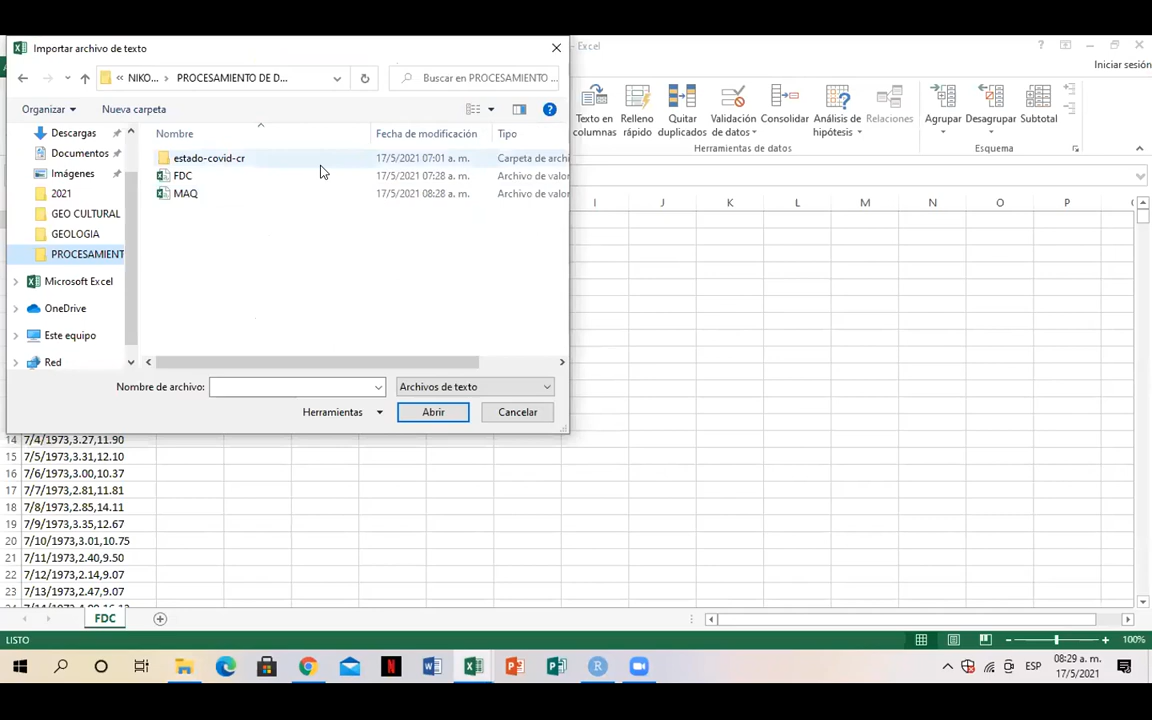 Importar archivo de texto
- Excel
Iniciar sesión
« NIKO... › PROCESAMIENTO DE D...
Buscar en PROCESAMIENTO ...
Organizar
Nueva carpeta
Texto en columnas
Relleno rápido
Quitar duplicados
Validación de datos
Consolidar
Análisis de hipótesis
Relaciones
Agrupar
Desagrupar
Subtotal
Herramientas de datos
Esquema
Descargas
Documentos
Imágenes
2021
GEO CULTURAL
GEOLOGIA
PROCESAMIENT
Microsoft Excel
OneDrive
Este equipo
Red
Nombre Fecha de modificación Tipo
estado-covid-cr 17/5/2021 07:01 a. m. Carpeta de archi
FDC 17/5/2021 07:28 a. m. Archivo de valor
MAQ 17/5/2021 08:28 a. m. Archivo de valor
Nombre de archivo:
Archivos de texto
Herramientas
Abrir
Cancelar
I J K L M N O P
14 7/4/1973,3.27,11.90
15 7/5/1973,3.31,12.10
16 7/6/1973,3.00,10.37
17 7/7/1973,2.81,11.81
18 7/8/1973,2.85,14.11
19 7/9/1973,3.35,12.67
20 7/10/1973,3.01,10.75
21 7/11/1973,2.40,9.50
22 7/12/1973,2.14,9.07
23 7/13/1973,2.47,9.07
FDC
LISTO
100%
ESP
08:29 a. m.
17/5/2021